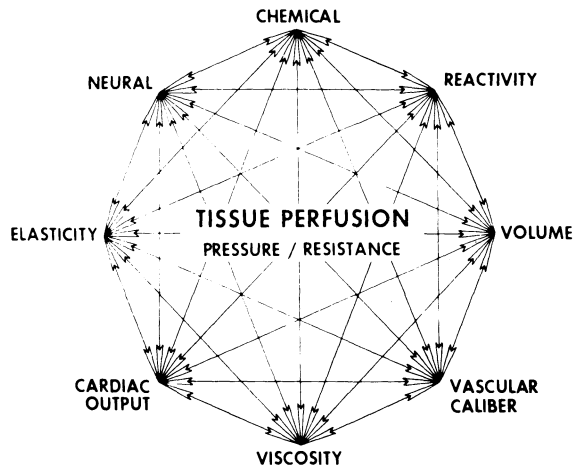 CHEMICAL
NEURAL
REACTIVITY
ELASTICITY
TISSUE PERFUSION
PRESSURE / RESISTANCE
VOLUME
CARDIAC
OUTPUT
VASCULAR
CALIBER
VISCOSITY